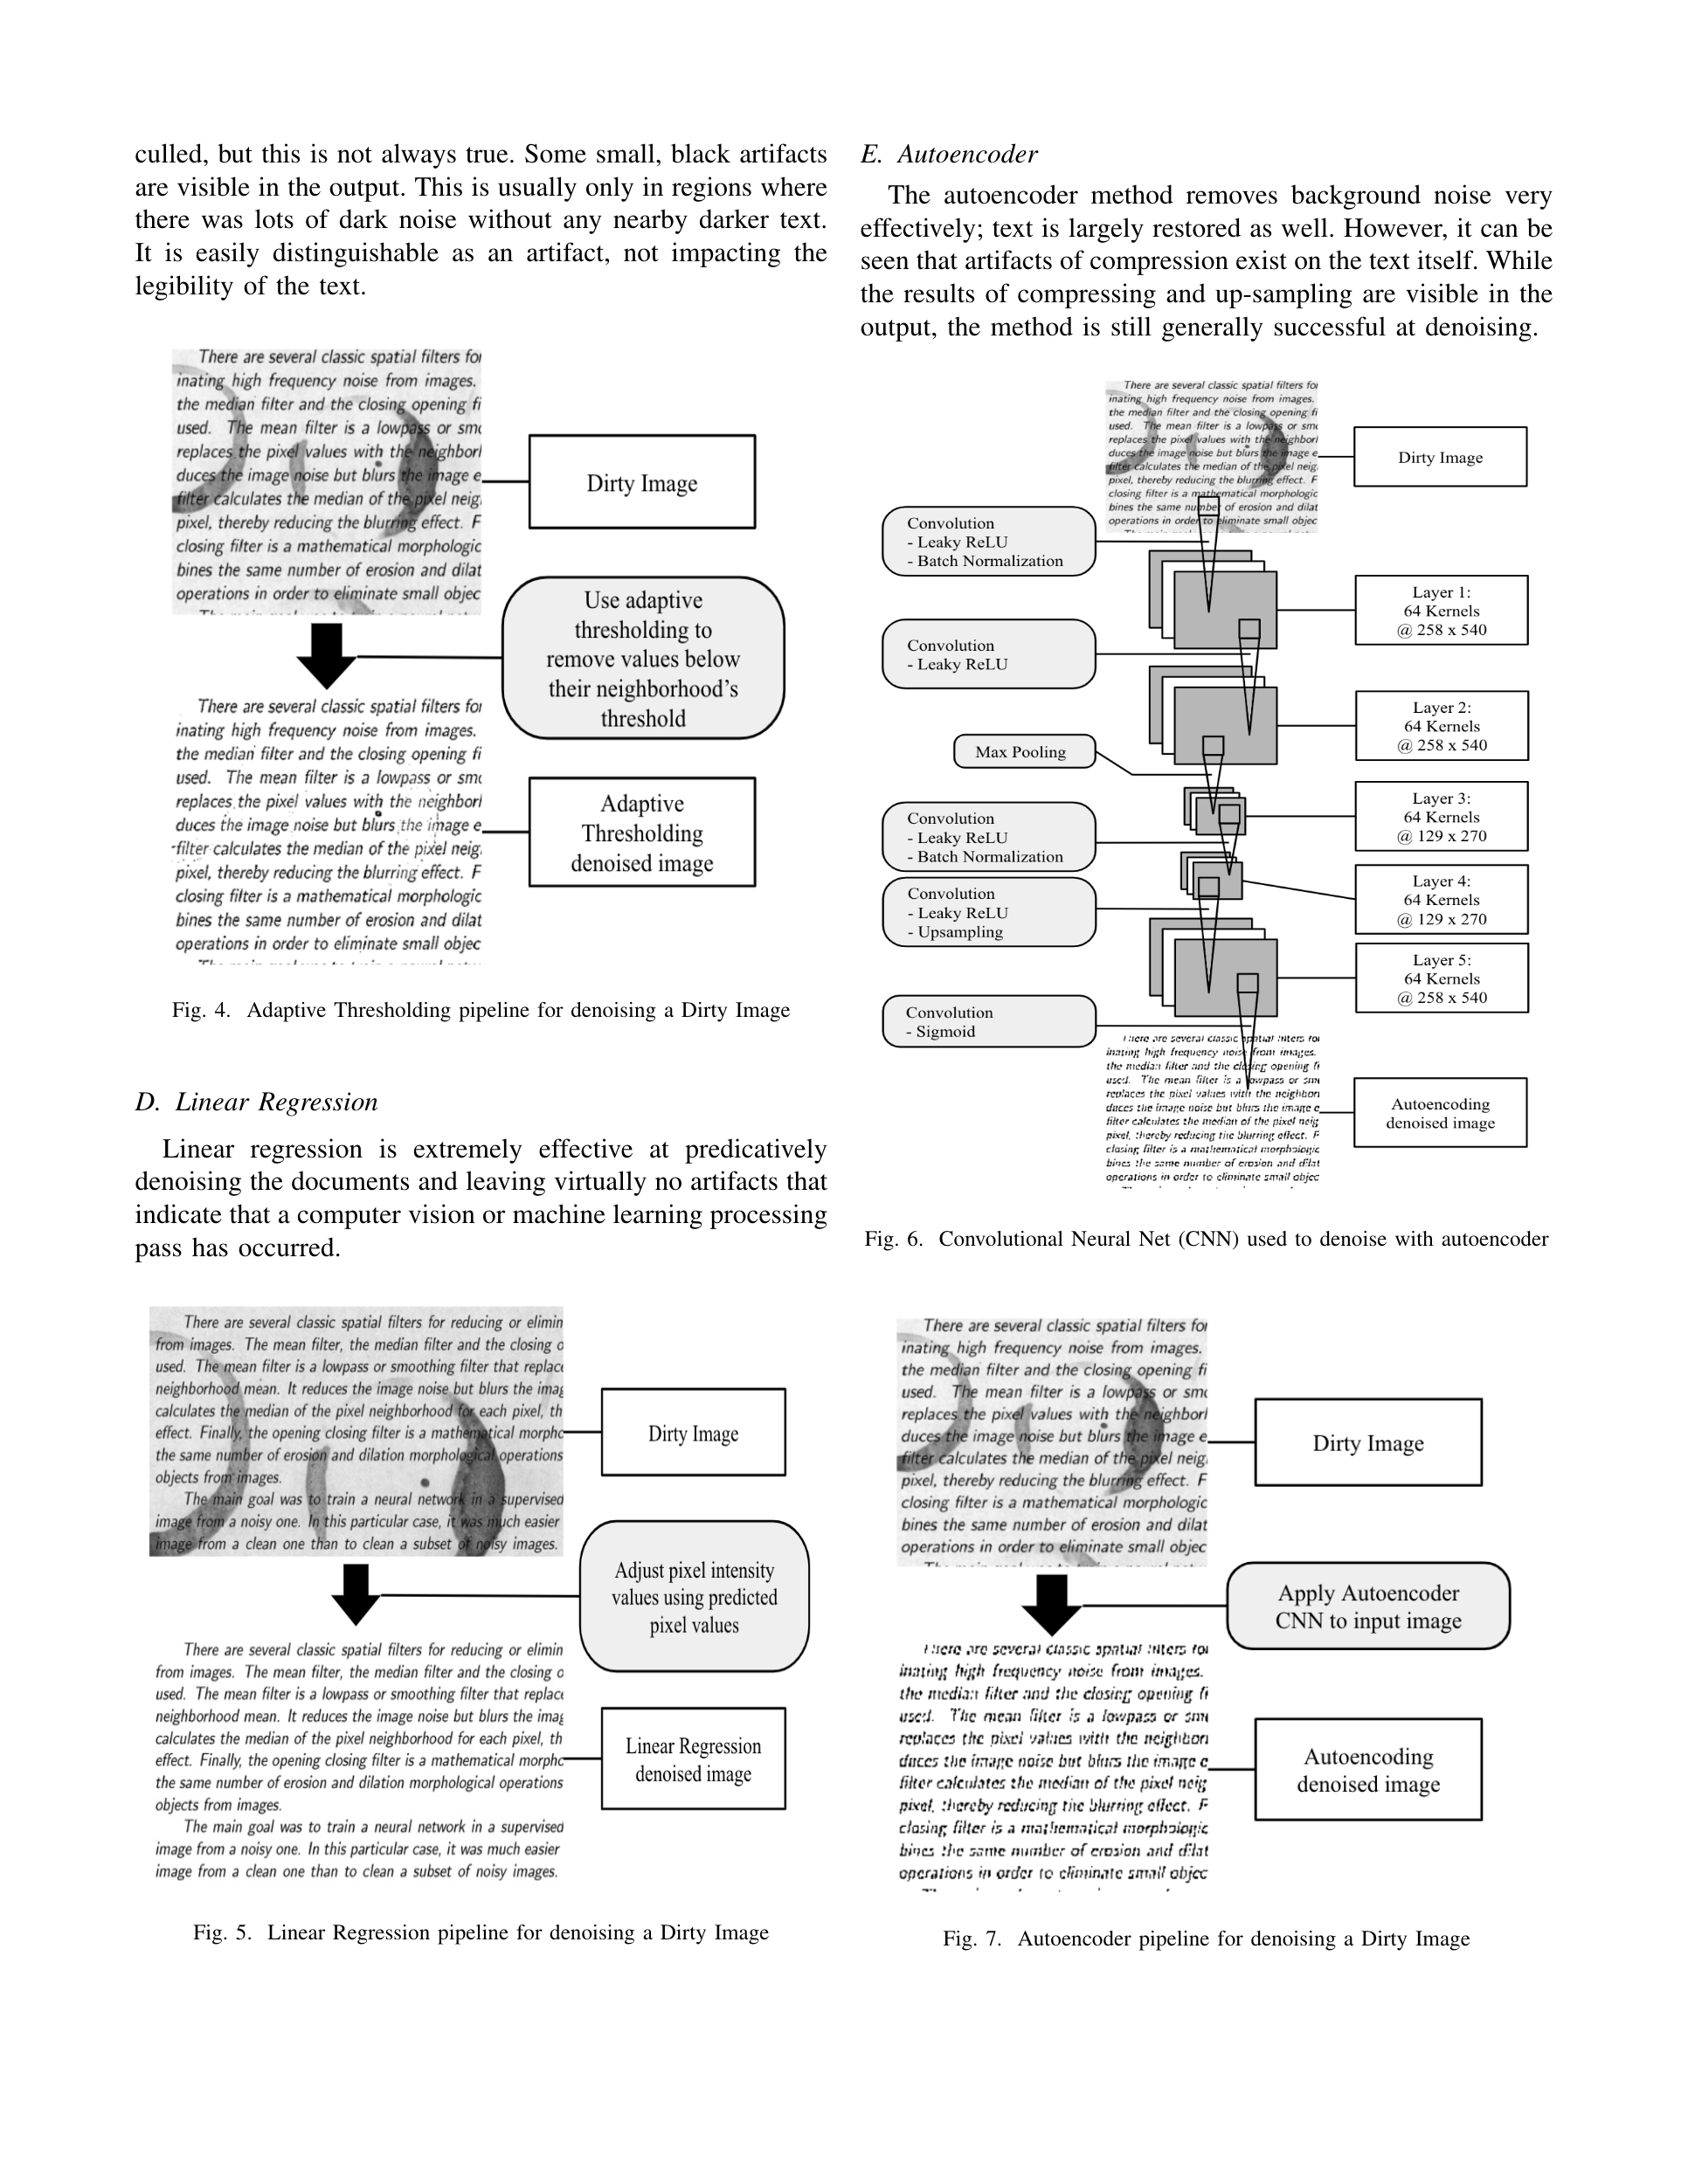 culled, but this is not always true. Some small, black artifacts
are visible in the output. This is usually only in regions where
there was lots of dark noise without any nearby darker text.
It is easily distinguishable as an artifact, not impacting the
legibility of the text.
There are several classic spatial filters for
inating high frequency noise from images.
the median filter and the closing opening fi
used. The mean filter is a lowpass or smo
replaces the pixel values with the neighborl
duces the image noise but blurs the image e
filter calculates the median of the pixel neig
pixel, thereby reducing the blurring effect. F
closing filter is a mathematical morphologic
bines the same number of erosion and dilat
operations in order to eliminate small objec
Dirty Image
Use adaptive
thresholding to
remove values below
their neighborhood's
threshold
There are several classic spatial filters for
inating high frequency noise from images.
the median filter and the closing opening fi
used. The mean filter is a lowpass or smo
replaces the pixel values with the neighborl
duces the image noise but blurs the image e
filter calculates the median of the pixel neig
pixel, thereby reducing the blurring effect. F
closing filter is a mathematical morphologic
bines the same number of erosion and dilat
operations in order to eliminate small objec
Adaptive
Thresholding
denoised image
Fig. 4. Adaptive Thresholding pipeline for denoising a Dirty Image
D. Linear Regression
Linear regression is extremely effective at predicatively
denoising the documents and leaving virtually no artifacts that
indicate that a computer vision or machine learning processing
pass has occurred.
There are several classic spatial filters for reducing or elimin
from images. The mean filter, the median filter and the closing o
used. The mean filter is a lowpass or smoothing filter that replace
neighborhood mean. It reduces the image noise but blurs the imag
calculates the median of the pixel neighborhood for each pixel, th
effect. Finally, the opening closing filter is a mathematical morpho
the same number of erosion and dilation morphological operations
objects from images.
The main goal was to train a neural network in a supervised
image from a noisy one. In this particular case, it was much easier
image from a clean one than to clean a subset of noisy images.
Dirty Image
Adjust pixel intensity
values using predicted
pixel values
There are several classic spatial filters for reducing or elimin
from images. The mean filter, the median filter and the closing o
used. The mean filter is a lowpass or smoothing filter that replace
neighborhood mean. It reduces the image noise but blurs the imag
calculates the median of the pixel neighborhood for each pixel, th
effect. Finally, the opening closing filter is a mathematical morpho
the same number of erosion and dilation morphological operations
objects from images.
The main goal was to train a neural network in a supervised
image from a noisy one. In this particular case, it was much easier
image from a clean one than to clean a subset of noisy images.
Linear Regression
denoised image
Fig. 5. Linear Regression pipeline for denoising a Dirty Image
E. Autoencoder
The autoencoder method removes background noise very
effectively; text is largely restored as well. However, it can be
seen that artifacts of compression exist on the text itself. While
the results of compressing and up-sampling are visible in the
output, the method is still generally successful at denoising.
There are several classic spatial filters for
inating high frequency noise from images.
the median filter and the closing opening fi
used. The mean filter is a lowpass or smo
replaces the pixel values with the neighborl
duces the image noise but blurs the image e
filter calculates the median of the pixel neig
pixel, thereby reducing the blurring effect. F
closing filter is a mathematical morphologic
bines the same number of erosion and dilat
operations in order to eliminate small objec
Dirty Image
Convolution
- Leaky ReLU
- Batch Normalization
Layer 1:
64 Kernels
@ 258 x 540
Convolution
- Leaky ReLU
Layer 2:
64 Kernels
@ 258 x 540
Max Pooling
Layer 3:
64 Kernels
@ 129 x 270
Convolution
- Leaky ReLU
- Batch Normalization
Layer 4:
64 Kernels
@ 129 x 270
Convolution
- Leaky ReLU
- Upsampling
Layer 5:
64 Kernels
@ 258 x 540
Convolution
- Sigmoid
There are several classic spatial filters for
inating high frequency noise from images.
the median filter and the closing opening fi
used. The mean filter is a lowpass or sm
replaces the pixel values with the neighbor
duces the image noise but blurs the image e
filter calculates the median of the pixel neig
pixel, thereby reducing the blurring effect. F
closing filter is a mathematical morphologic
bines the same number of erosion and dilat
operations in order to eliminate small objec
Autoencoding
denoised image
Fig. 6. Convolutional Neural Net (CNN) used to denoise with autoencoder
There are several classic spatial filters for
inating high frequency noise from images.
the median filter and the closing opening fi
used. The mean filter is a lowpass or smo
replaces the pixel values with the neighborl
duces the image noise but blurs the image e
filter calculates the median of the pixel neig
pixel, thereby reducing the blurring effect. F
closing filter is a mathematical morphologic
bines the same number of erosion and dilat
operations in order to eliminate small objec
Dirty Image
Apply Autoencoder
CNN to input image
There are several classic spatial filters for
inating high frequency noise from images.
the median filter and the closing opening fi
used. The mean filter is a lowpass or sm
replaces the pixel values with the neighbor
duces the image noise but blurs the image e
filter calculates the median of the pixel neig
pixel, thereby reducing the blurring effect. F
closing filter is a mathematical morphologic
bines the same number of erosion and dilat
operations in order to eliminate small objec
Autoencoding
denoised image
Fig. 7. Autoencoder pipeline for denoising a Dirty Image